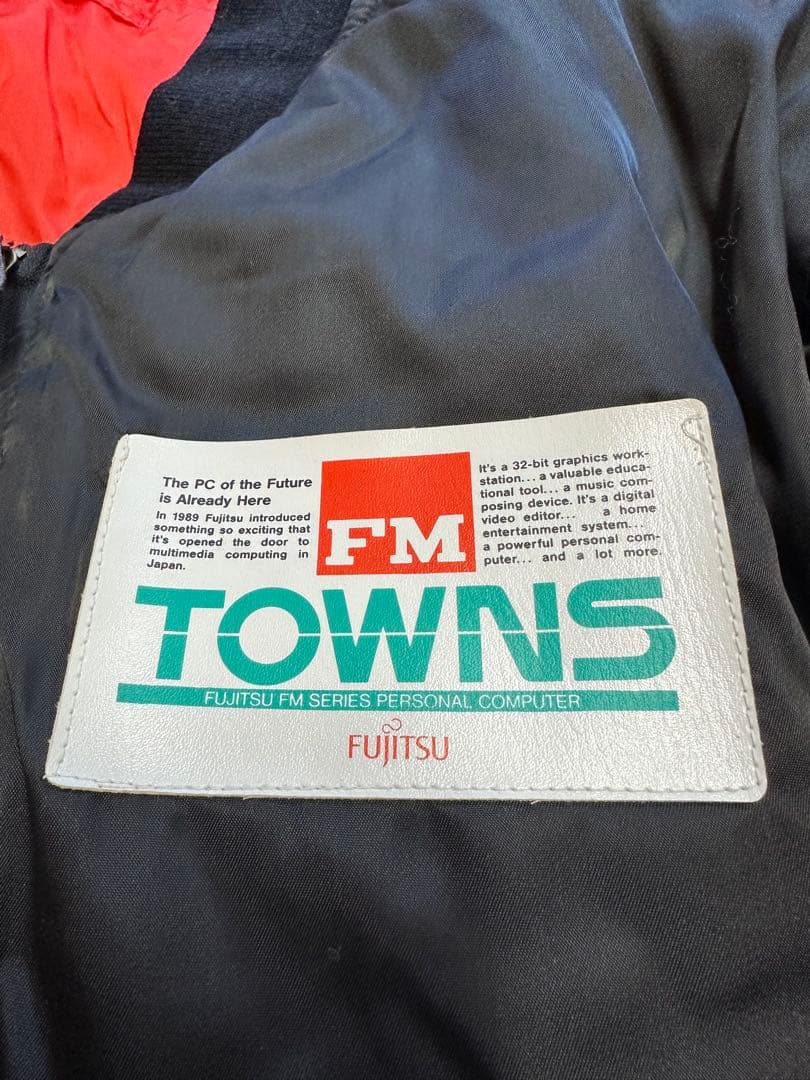 The PC of the Future
is Already Here
In 1989 Fujitsu introduced
something so exciting that
it's opened the door to
multimedia computing in
Japan.
FM
It's a 32-bit graphics work-
station... a valuable educa-
tional tool... a music com-
posing device. It's a digital
video editor... a home
entertainment system...
a powerful personal com-
puter... and a lot more.
TOWNS
FUJITSU FM SERIES PERSONAL COMPUTER
FUJITSU